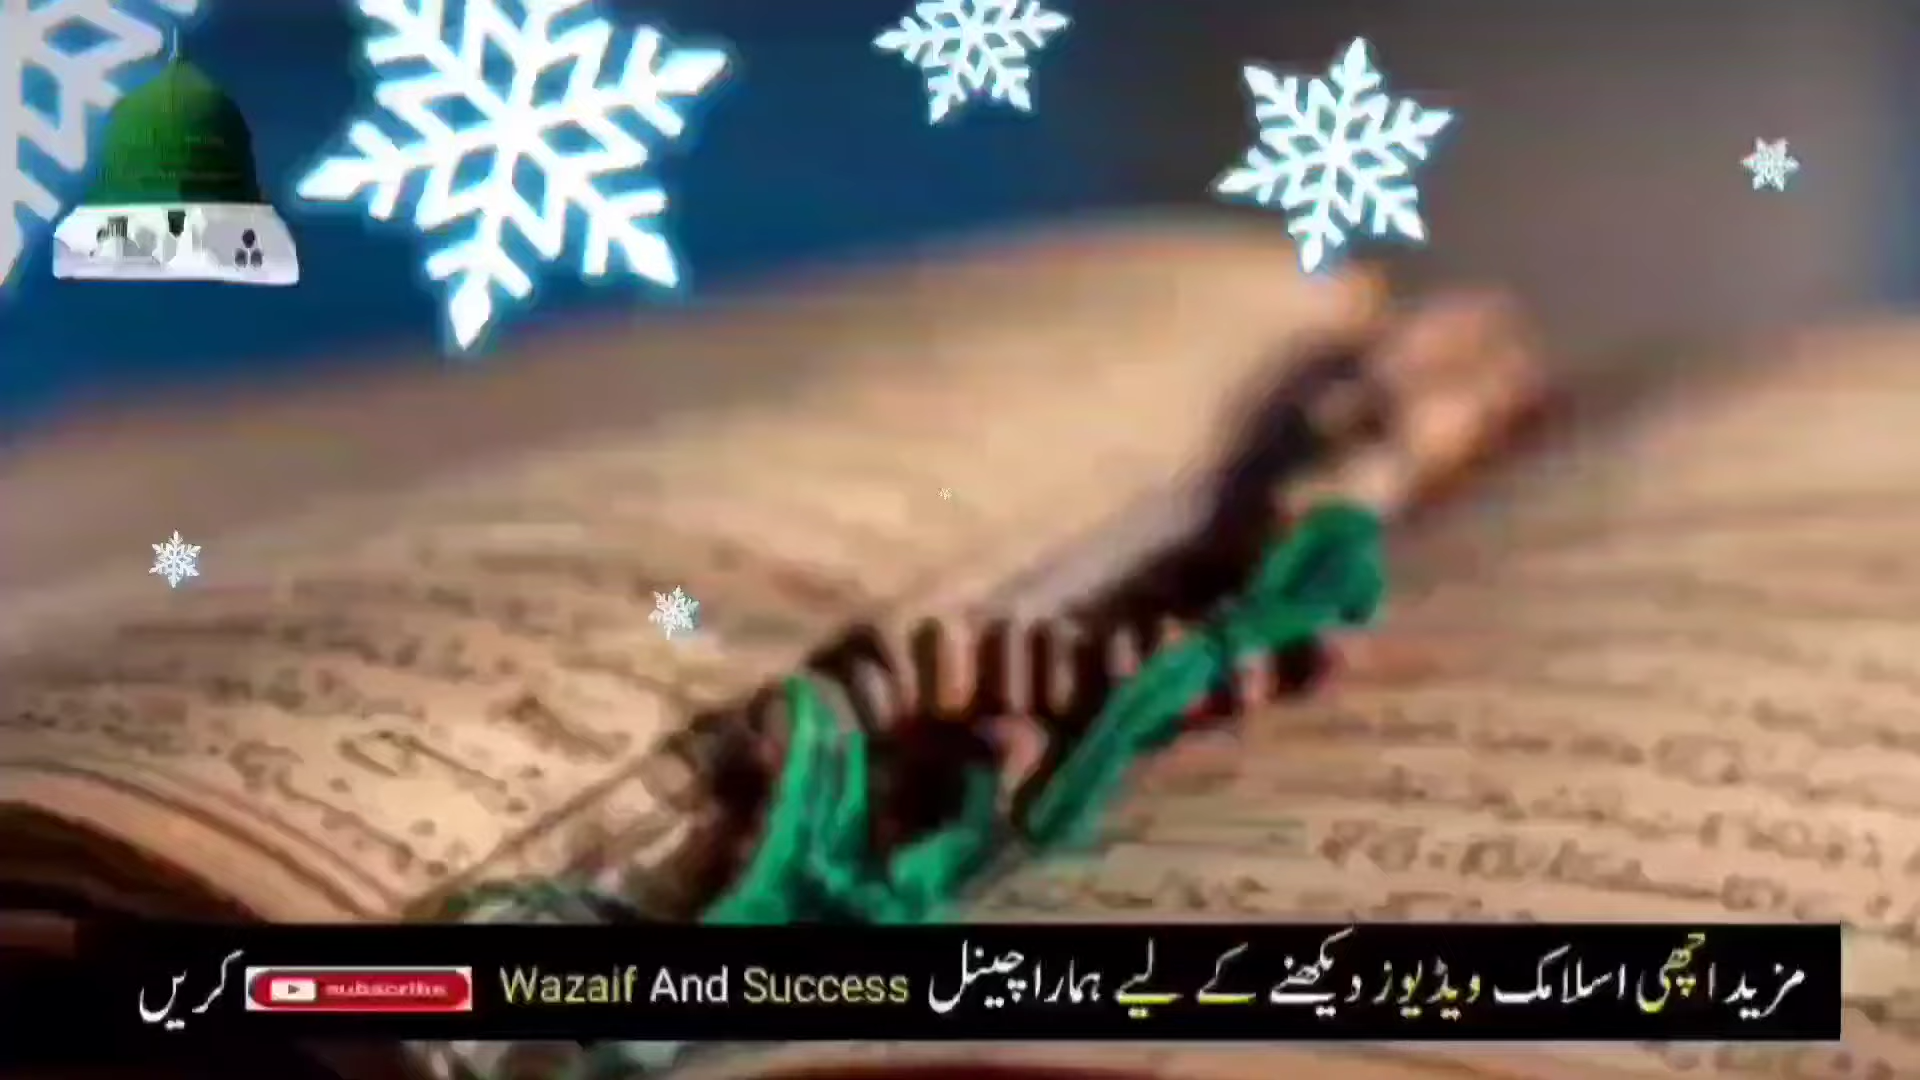 مزید اچھی اسلامک ویڈیوز دیکھنے کے لیے ہمارا چینل Wazaif And Success subscribe کریں